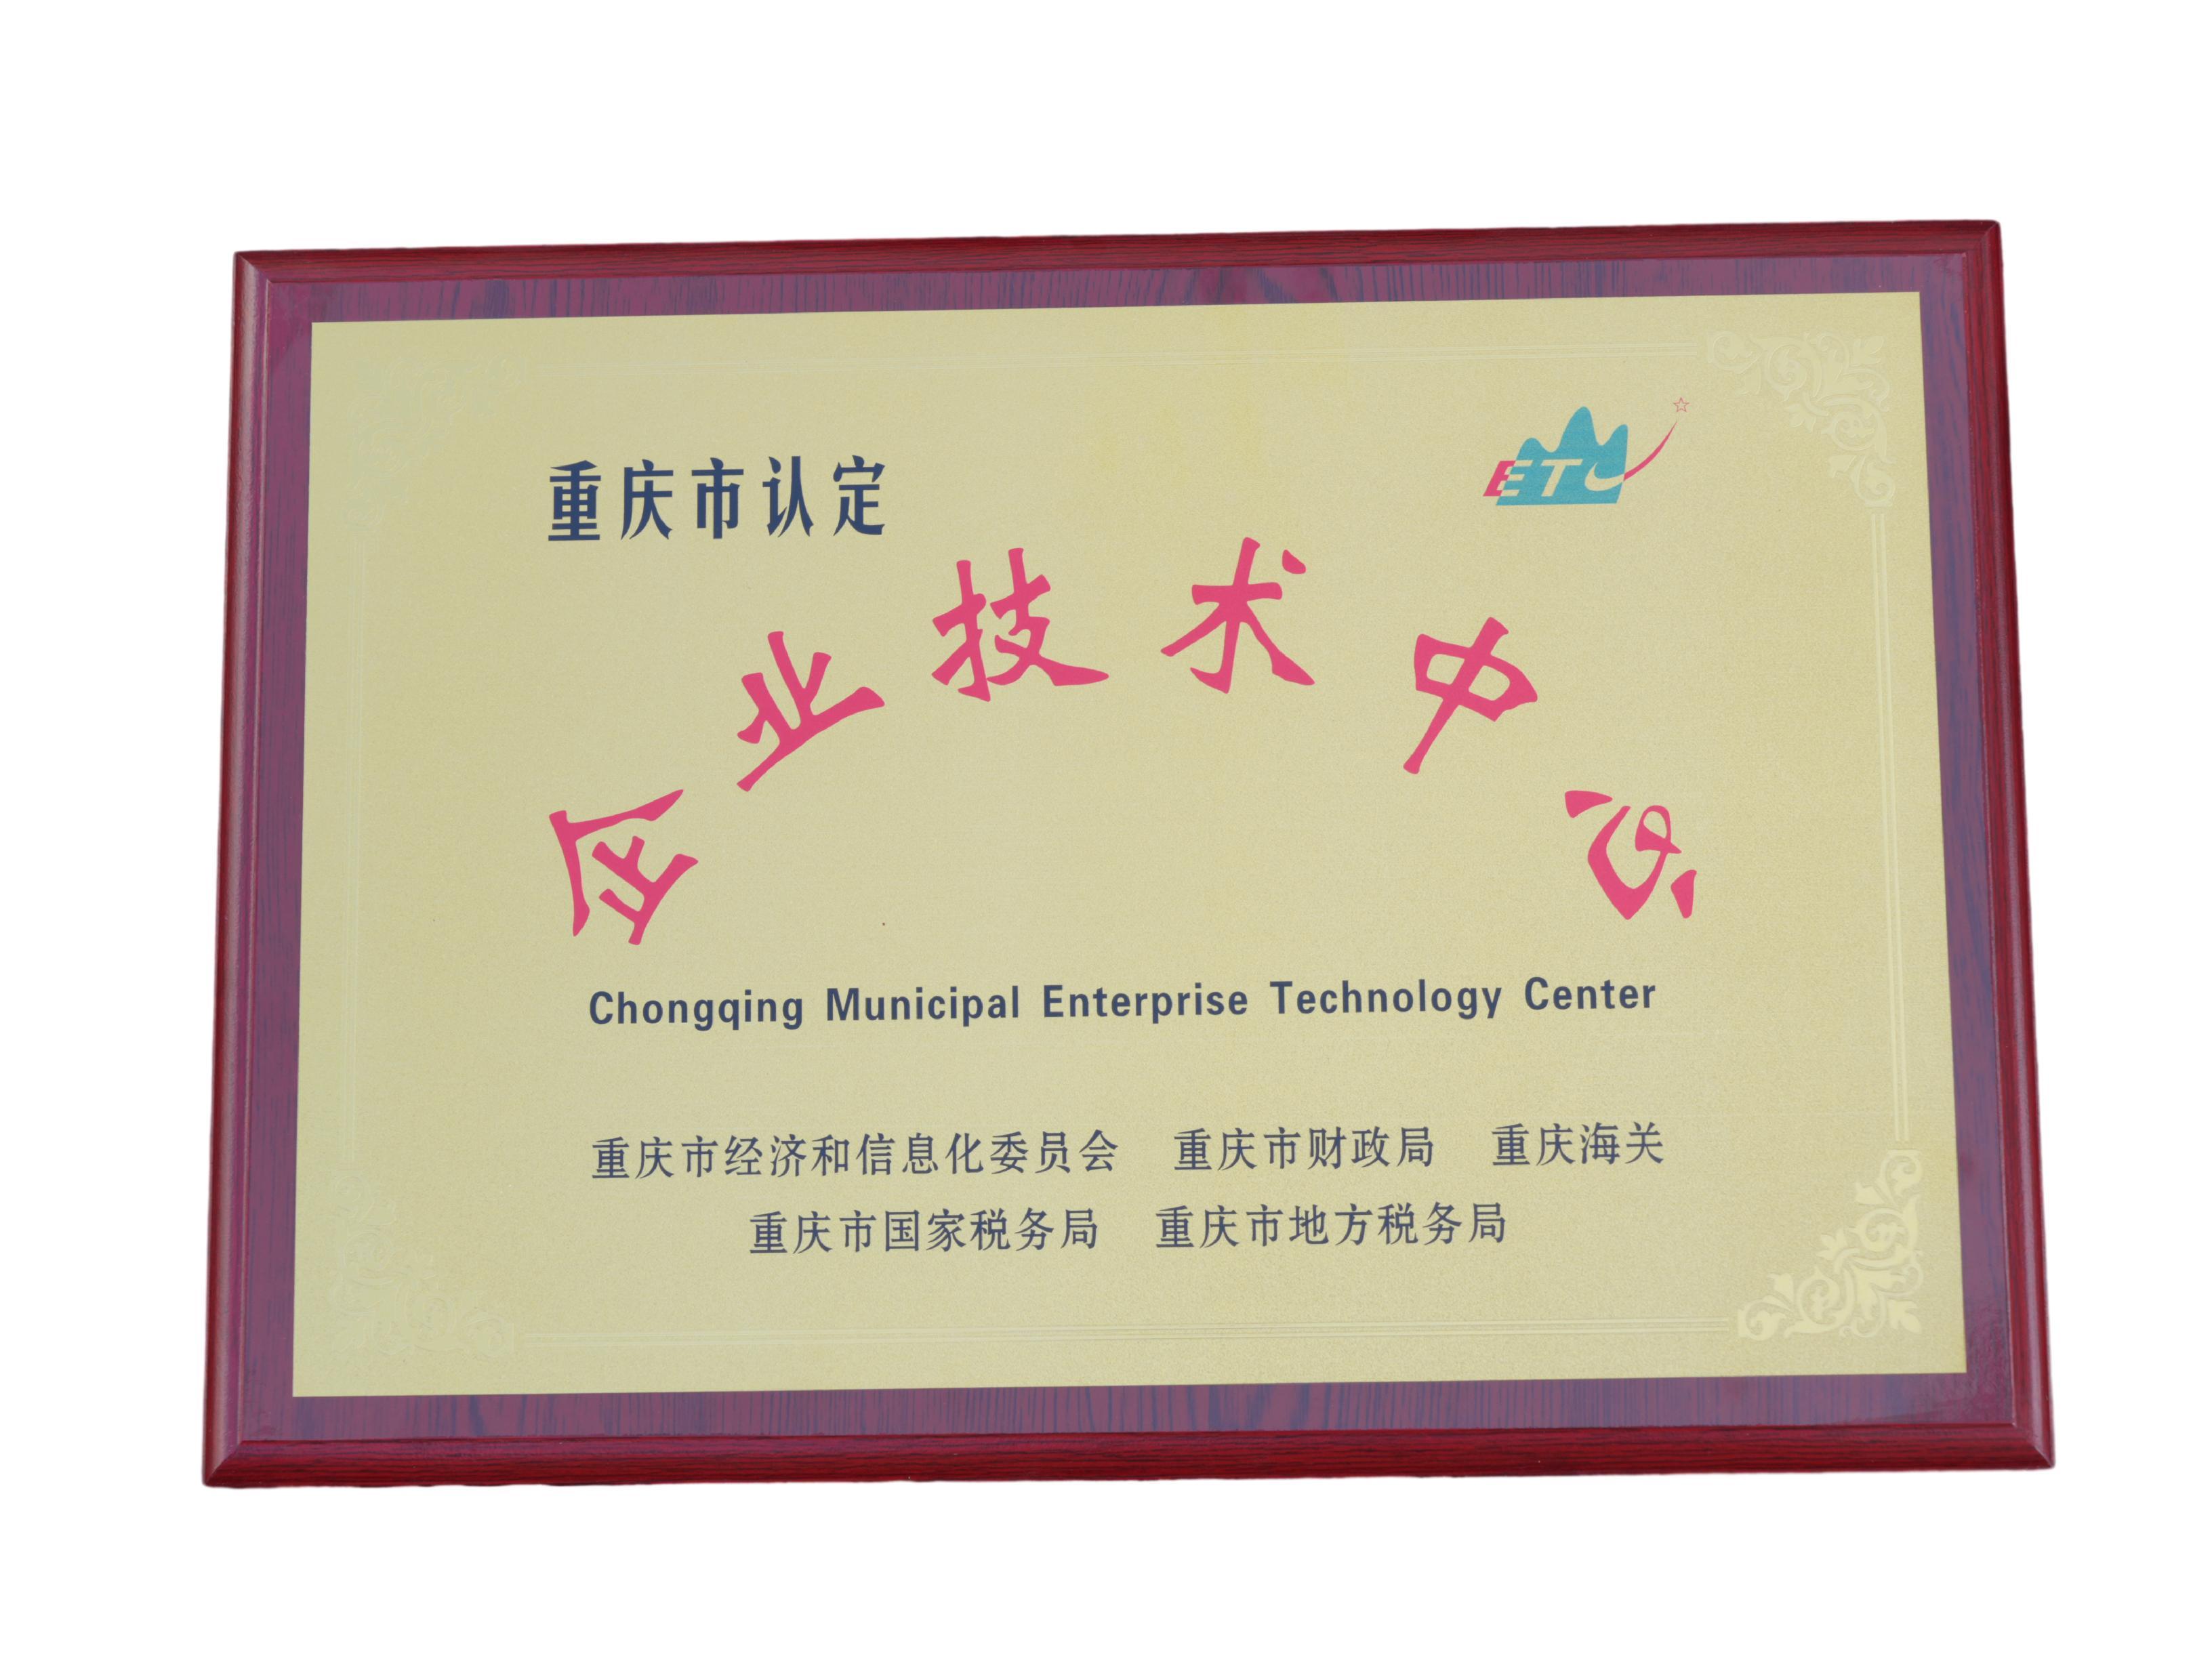 重庆市认定
ETC
企业技术中心
Chongqing Municipal Enterprise Technology Center
重庆市经济和信息化委员会 重庆市财政局 重庆海关
重庆市国家税务局 重庆市地方税务局